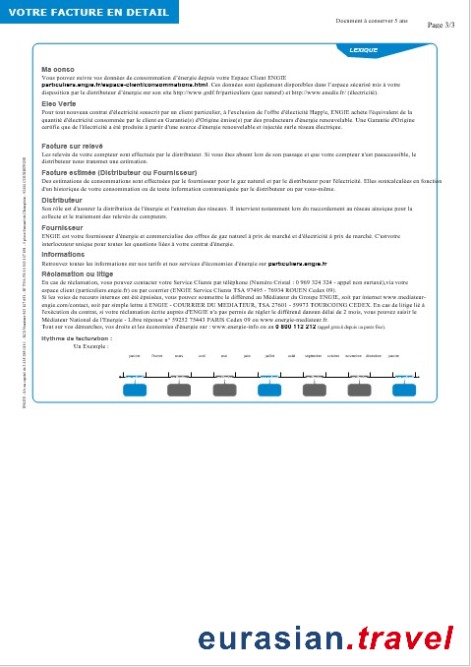 VOTRE FACTURE EN DETAIL
Document à conserver 5 ans
Page 3/3
LEXIQUE
Ma conso
Vous pouvez suivre vos données de consommation d'énergie depuis votre Espace Client ENGIE
particuliers.engie.fr/espace-client/consommations.html. Ces données sont également disponibles dans l'espace sécurisé mis à votre
disposition par le distributeur d'énergie sur son site http://www.grdf.fr/particuliers (gaz naturel) et http://www.enedis.fr/ (électricité).
Elec Verte
Pour tout nouveau contrat d'électricité souscrit par un client particulier, à l'exclusion de l'offre d'électricité Happ'e, ENGIE achète l'équivalent de la
quantité d'électricité consommée par le client en Garantie(s) d'Origine émise(s) par des producteurs d'énergie renouvelable. Une Garantie d'Origine
certifie que de l'électricité a été produite à partir d'une source d'énergie renouvelable et injectée sur le réseau électrique.
Facture sur relevé
Les relevés de votre compteur sont effectués par le distributeur. Si vous êtes absent lors de son passage et que votre compteur n'est pas accessible, le
distributeur nous transmet une estimation.
Facture estimée (Distributeur ou Fournisseur)
Des estimations de consommations sont effectuées par le fournisseur pour le gaz naturel et par le distributeur pour l'électricité. Elles sont calculées en fonction
d'un historique de votre consommation ou de toute information communiquée par le distributeur ou par vous-même.
Distributeur
Son rôle est d'assurer la distribution de l'énergie et l'entretien des réseaux. Il intervient notamment lors du raccordement au réseau ainsi que pour la
collecte et le traitement des relevés de compteurs.
Fournisseur
ENGIE est votre fournisseur d'énergie et commercialise des offres de gaz naturel à prix de marché et d'électricité à prix de marché. C'est votre
interlocuteur unique pour toutes les questions liées à votre contrat d'énergie.
Informations
Retrouvez toutes les informations sur nos tarifs et nos services d'économies d'énergie sur particuliers.engie.fr
Réclamation ou litige
En cas de réclamation, vous pouvez contacter votre Service Clients par téléphone (Numéro Cristal : 0 969 324 324 - appel non surtaxé), via votre
espace client (particuliers.engie.fr) ou par courrier (ENGIE Service Clients TSA 97495 - 76934 ROUEN Cedex 09).
Si les voies de recours internes ont été épuisées, vous pouvez soumettre le différend au Médiateur du Groupe ENGIE, soit par internet www.mediateur-
engie.com/contact, soit par simple lettre à ENGIE - COURRIER DU MEDIATEUR, TSA 27601 - 59973 TOURCOING CEDEX. En cas de litige lié à
l'exécution du contrat, si votre réclamation écrite auprès d'ENGIE n'a pas permis de régler le différend dans un délai de 2 mois, vous pouvez saisir le
Médiateur National de l'Energie - Libre réponse n° 59252 75443 PARIS Cedex 09 ou www.energie-mediateur.fr.
Tout sur vos démarches, vos droits et les économies d'énergie sur : www.energie-info.fr ou au 0 800 112 212 (appel gratuit depuis un poste fixe).
Rythme de facturation :
Un Exemple :
janvier février mars avril mai juin juillet août septembre octobre novembre décembre janvier
eurasian.travel